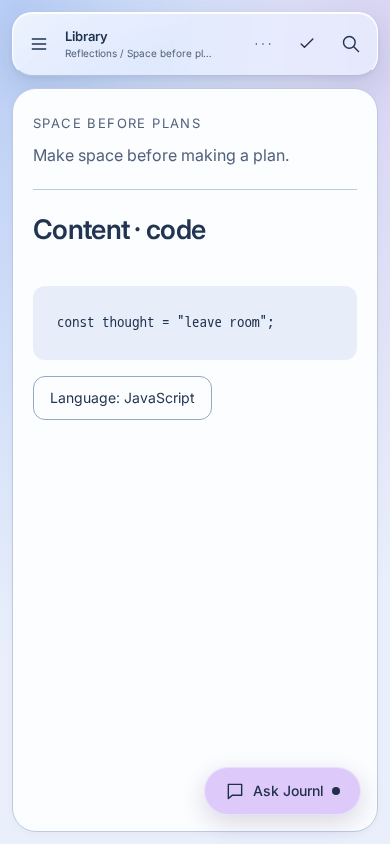 Library
Reflections / Space before pl...
...
SPACE BEFORE PLANS
Make space before making a plan.
Content · code
const thought = "leave room";
Language: JavaScript
Ask Journl